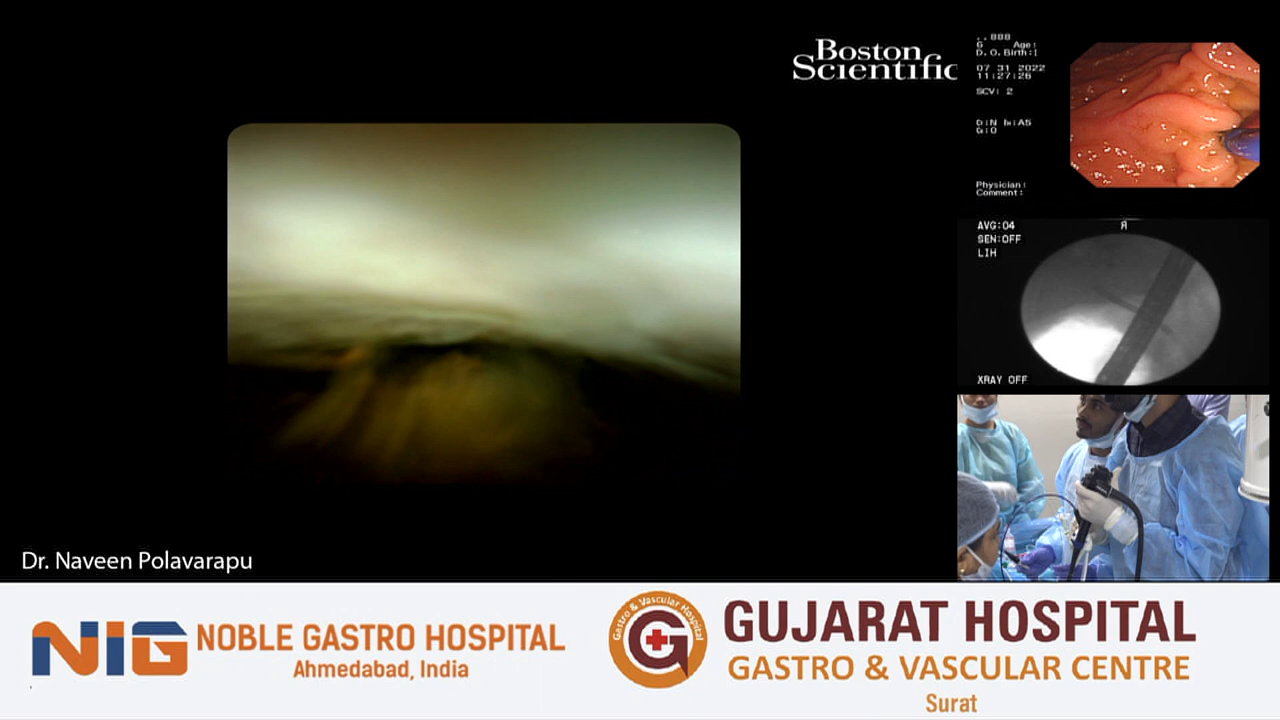 Boston
Scientific
..888
G Age:
D.O.Birth:
07 31 2022
11:27:26
SCV: 2
G:0
Physician:
Comment:
AVG:04
SEN:OFF
LIH
XRAY OFF
Dr. Naveen Polavarapu
NIG
NOBLE GASTRO HOSPITAL
Ahmedabad, India
Gastro & Vascular Hospital
G
GUJARAT HOSPITAL
GASTRO & VASCULAR CENTRE
Surat